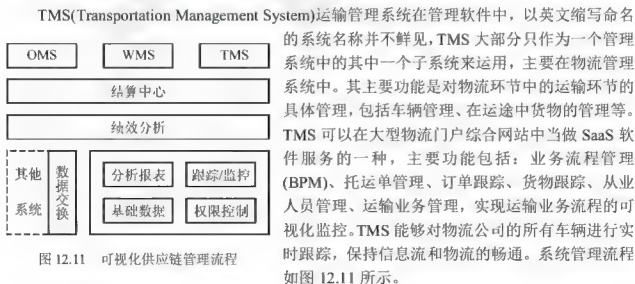 TMS(Transportation Management System)运输管理系统在管理软件中，以英文缩写命名
的系统名称并不鲜见，TMS 大部分只作为一个管理
系统中的其中一个子系统来运用，主要在物流管理
系统中。其主要功能是对物流环节中的运输环节的
具体管理，包括车辆管理、在运途中货物的管理等。
TMS 可以在大型物流门户综合网站中当做 SaaS 软
件服务的一种，主要功能包括：业务流程管理
(BPM)、托运单管理、订单跟踪、货物跟踪、从业
人员管理、运输业务管理，实现运输业务流程的可
视化监控。TMS 能够对物流公司的所有车辆进行实
时跟踪，保持信息流和物流的畅通。系统管理流程
如图 12.11 所示。
OMS WMS TMS
结算中心
绩效分析
其他
系统
数据交换
分析报表 跟踪/监控
基础数据 权限控制
图 12.11 可视化供应链管理流程